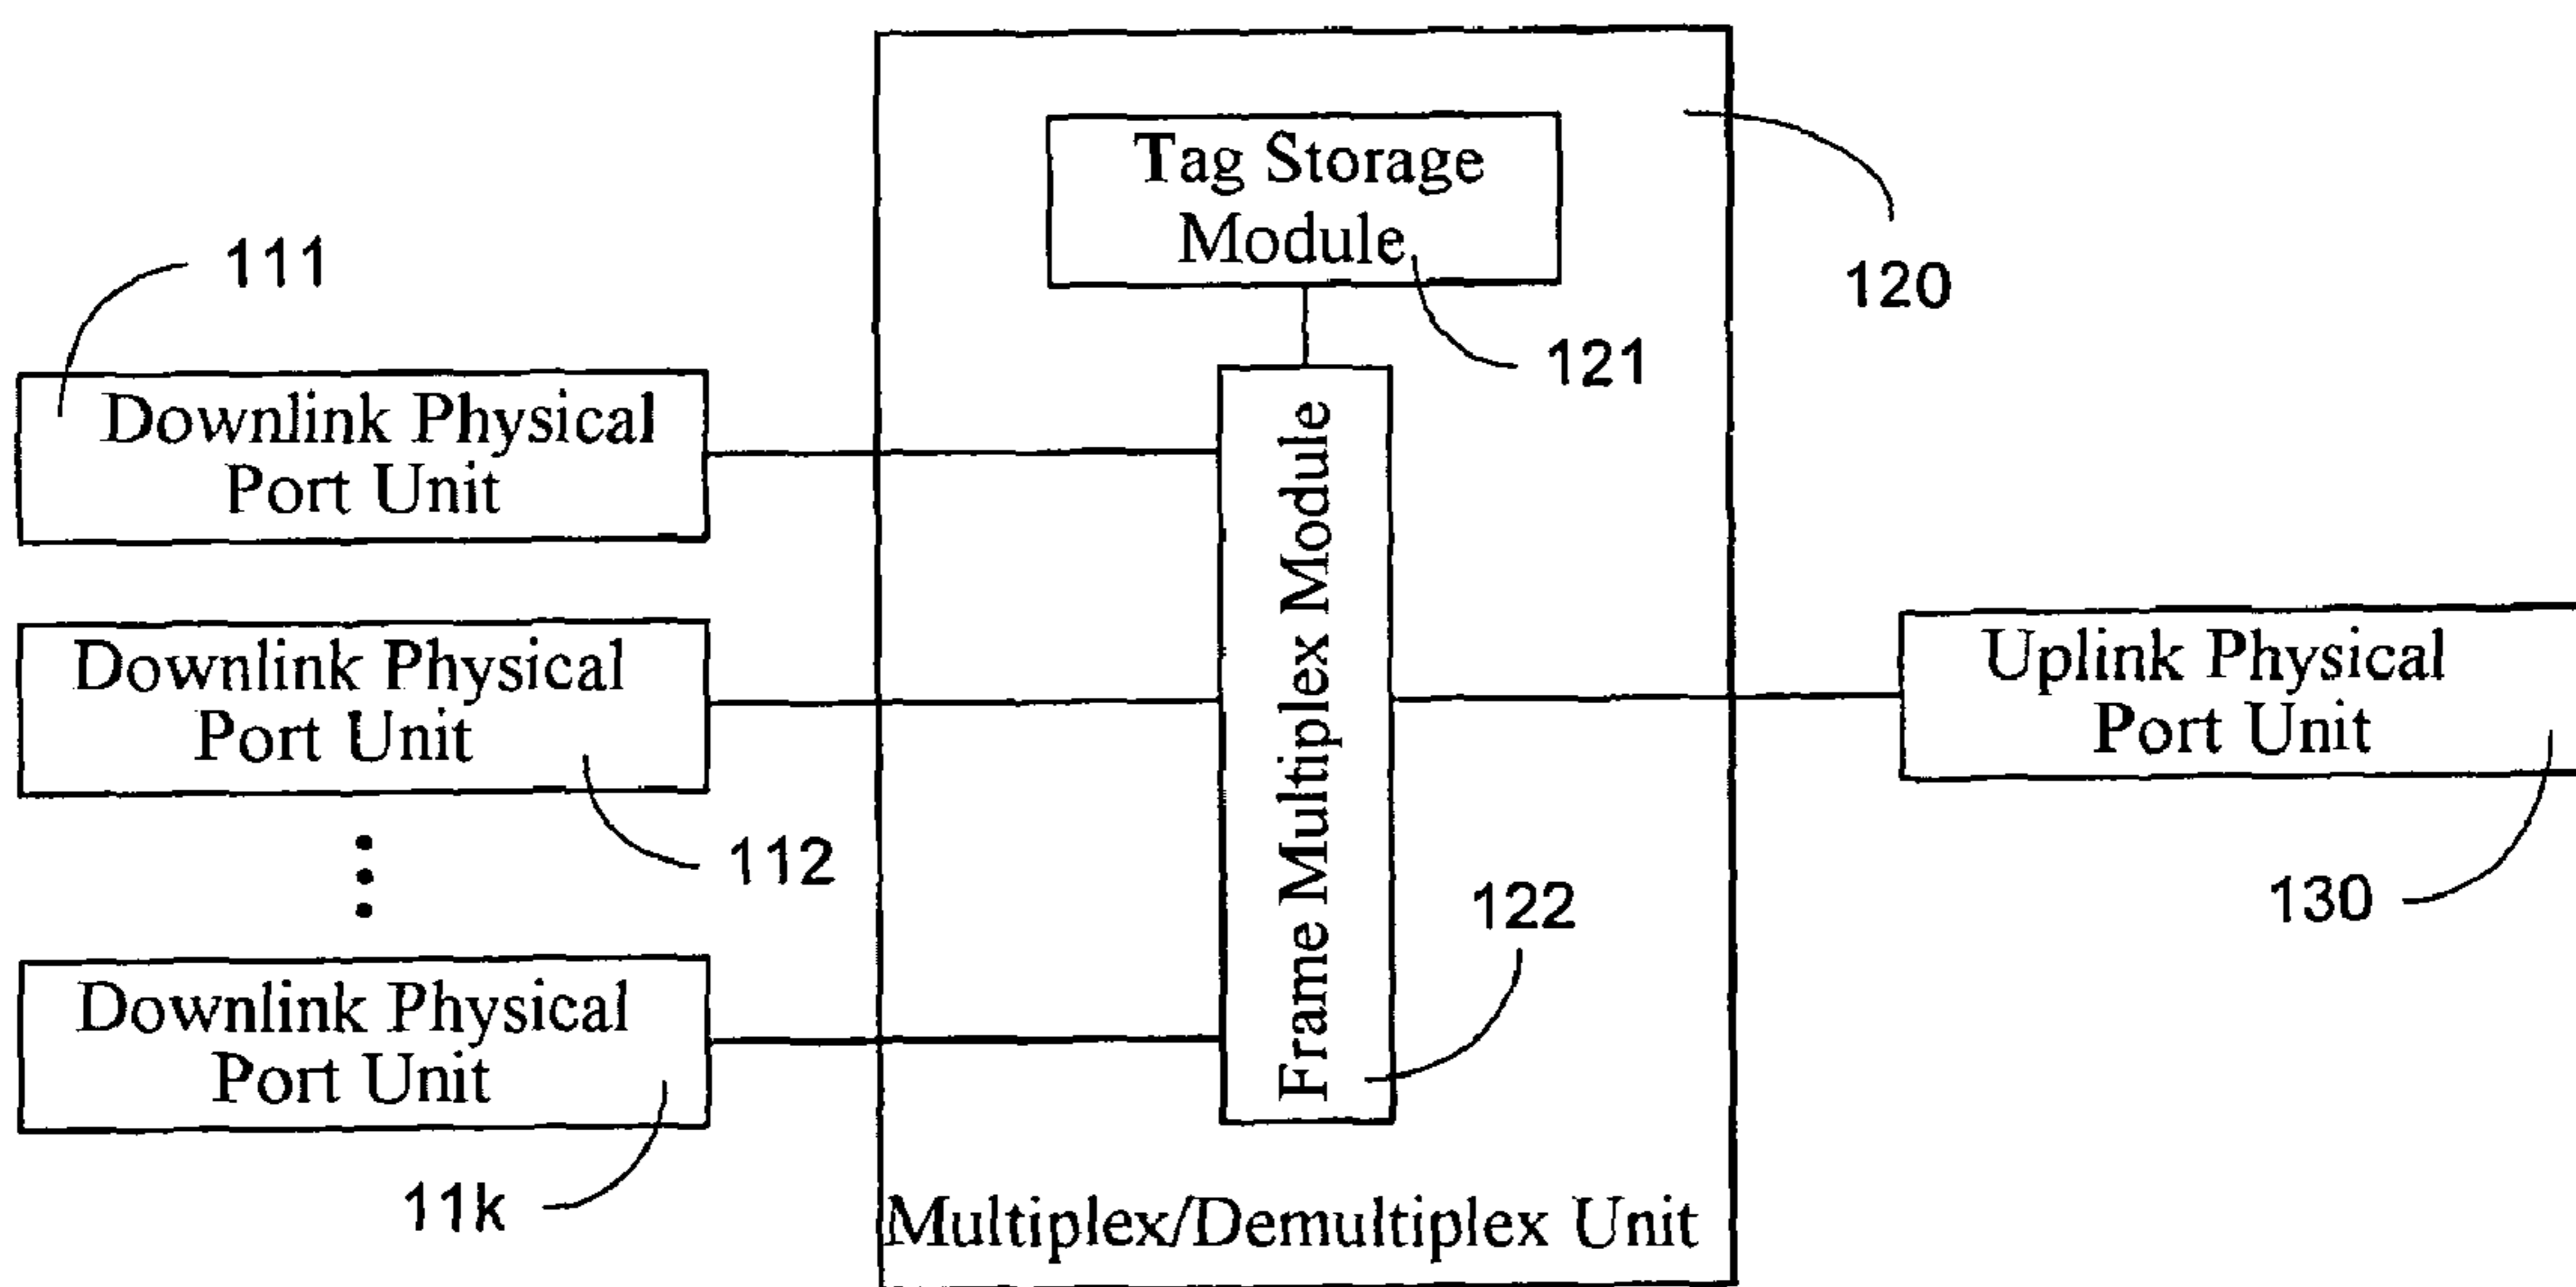 Tag Storage
Module
111
120
121
Downlink Physical
Port Unit
Frame Multiplex Module
Downlink Physical
Port Unit
Uplink Physical
Port Unit
112
122
130
Downlink Physical
Port Unit
11k
Multiplex/Demultiplex Unit